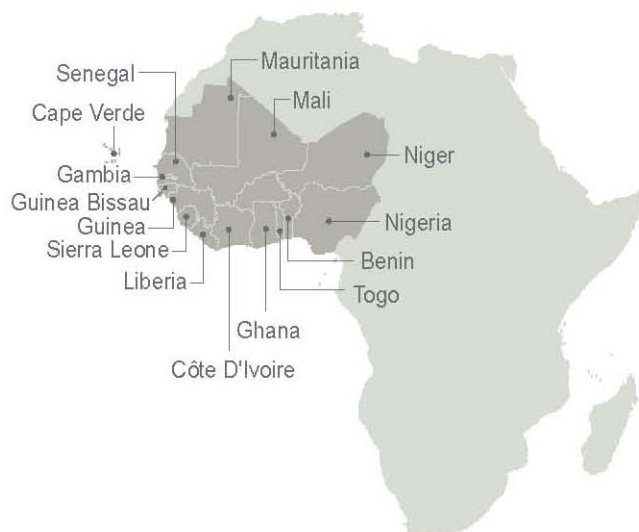 Mauritania
Senegal
Mali
Cape Verde
Niger
Gambia
Guinea Bissau
Guinea
Nigeria
Sierra Leone
Benin
Liberia
Togo
Ghana
Côte D'Ivoire